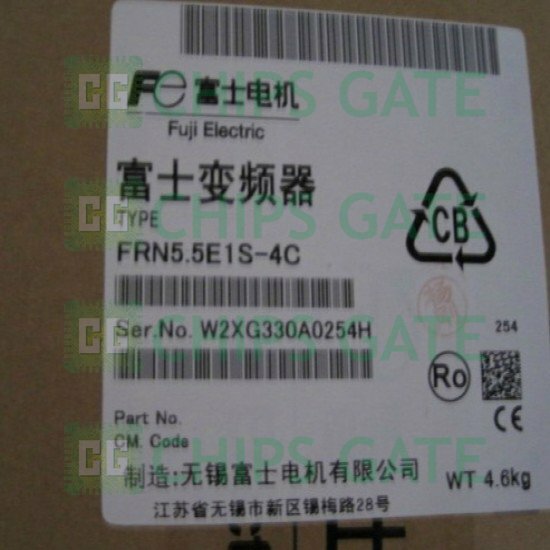 Fe 富士电机
Fuji Electric
富士变频器
TYPE
FRN5.5E1S-4C
CB
Ser.No. W2XG330A0254H
254
Ro
Part No.
CM. Code
CE
制造:无锡富士电机有限公司
WT 4.6kg
江苏省无锡市新区锡梅路28号
CHIPS GATE
CHIPS GATE
CHIPS GATE
CHIPS GATE